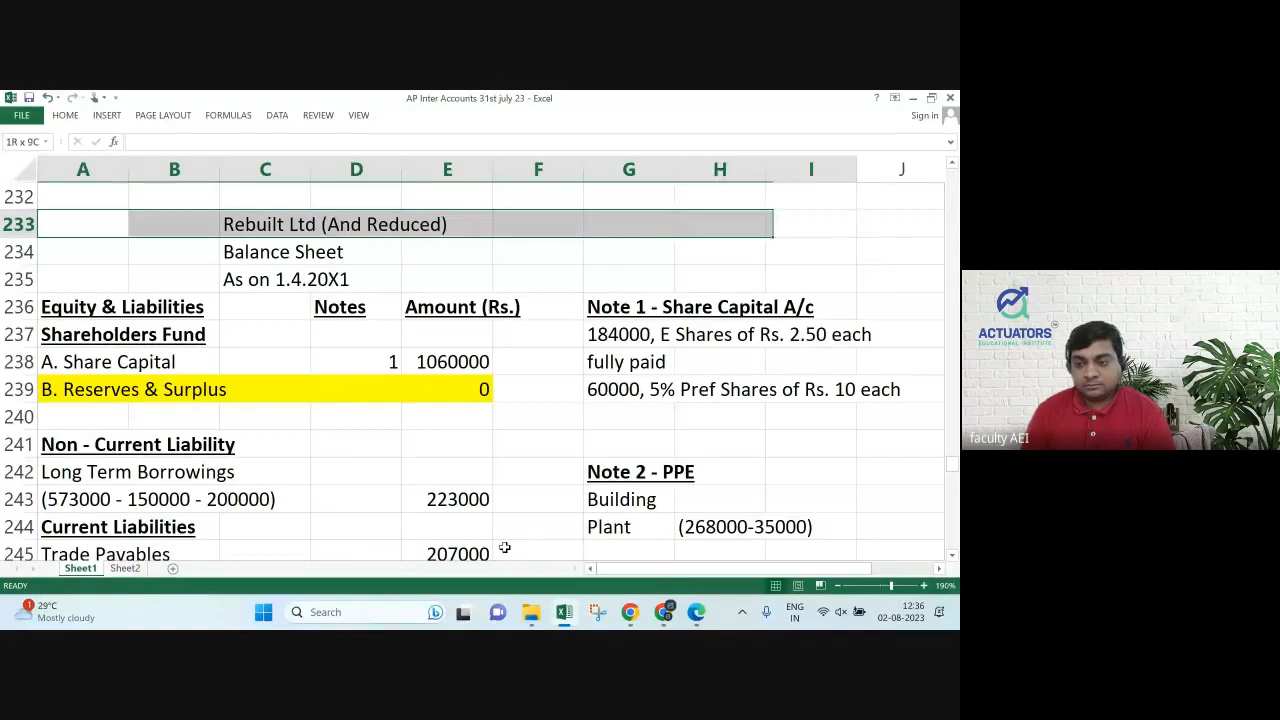 AP Inter Accounts 31st july 23 - Excel
?
FILE HOME INSERT PAGE LAYOUT FORMULAS DATA REVIEW VIEW Sign in
1R x 9C fx
A B C D E F G H I J
232
233 Rebuilt Ltd (And Reduced)
234 Balance Sheet
235 As on 1.4.20X1
236 Equity & Liabilities Notes Amount (Rs.) Note 1 - Share Capital A/c
237 Shareholders Fund 184000, E Shares of Rs. 2.50 each
238 A. Share Capital 1 1060000 fully paid
239 B. Reserves & Surplus 0 60000, 5% Pref Shares of Rs. 10 each
240
241 Non - Current Liability
242 Long Term Borrowings Note 2 - PPE
243 (573000 - 150000 - 200000) 223000 Building
244 Current Liabilities Plant (268000-35000)
245 Trade Payables 207000
Sheet1 Sheet2
READY 190%
1 29°C
Mostly cloudy
Search
ENG
IN
12:36
02-08-2023
ACTUATORS
EDUCATIONAL INSTITUTE
faculty AEI